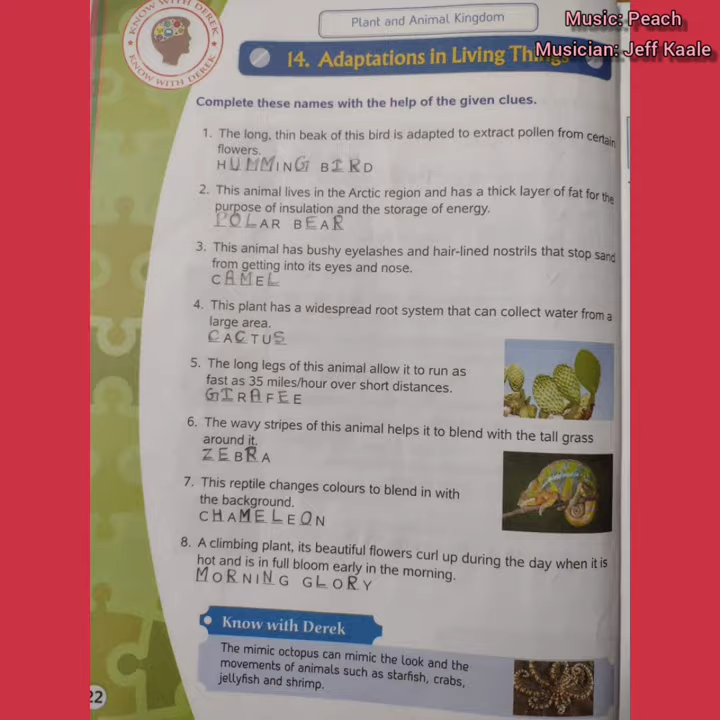 Music: Peach
Musician: Jeff Kaale
KNOW WITH DEREK
KNOW WITH DEREK
Plant and Animal Kingdom
14. Adaptations in Living Things
Complete these names with the help of the given clues.
1. The long, thin beak of this bird is adapted to extract pollen from certain
flowers.
HUMMING BIRD
2. This animal lives in the Arctic region and has a thick layer of fat for the
purpose of insulation and the storage of energy.
POLAR BEAR
3. This animal has bushy eyelashes and hair-lined nostrils that stop sand
from getting into its eyes and nose.
CAMEL
4. This plant has a widespread root system that can collect water from a
large area.
CACTUS
5. The long legs of this animal allow it to run as
fast as 35 miles/hour over short distances.
GIRAFEE
6. The wavy stripes of this animal helps it to blend with the tall grass
around it.
ZEBRA
7. This reptile changes colours to blend in with
the background.
CHAMELEON
8. A climbing plant, its beautiful flowers curl up during the day when it is
hot and is in full bloom early in the morning.
MORNING GLORY
Know with Derek
The mimic octopus can mimic the look and the
movements of animals such as starfish, crabs,
jellyfish and shrimp.
22